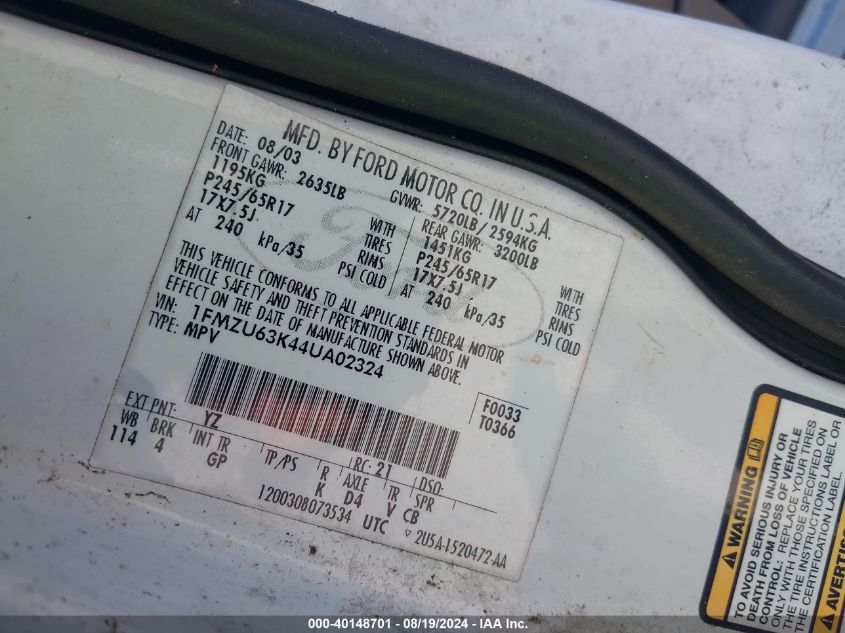 MFD. BY FORD MOTOR CO. IN U.S.A.
DATE: 08/03 GVWR: 5720LB/ 2594KG
FRONT GAWR: 2635LB REAR GAWR: 3200LB
1195KG WITH 1451KG WITH
P245/65R17 TIRES P245/65R17 TIRES
17X7.5J RIMS 17X7.5J RIMS
AT 240 kPa/35 PSI COLD AT 240 kPa/35 PSI COLD
THIS VEHICLE CONFORMS TO ALL APPLICABLE FEDERAL MOTOR
VEHICLE SAFETY AND THEFT PREVENTION STANDARDS IN
EFFECT ON THE DATE OF MANUFACTURE SHOWN ABOVE.
VIN: 1FMZU63K44UA02324
TYPE: MPV
F0033
T0366
EXT PNT: YZ RC: 21 DSO:
WB BRK INT TR TP/PS R AXLE TR SPR
114 4 GP K D4 V CB
1200308073534 UTC
▽ 2U5A-1520472-AA
Ford
⚠ WARNING ⚠
TO AVOID SERIOUS INJURY OR
DEATH FROM LOSS OF VEHICLE
CONTROL: REPLACE YOUR TIRES
ONLY WITH THOSE SPECIFIED ON
THE TIRE INSTRUCTIONS LABEL OR
THE CERTIFICATION LABEL
⚠ WARNING
000-40148701 - 08/19/2024 - IAA Inc.